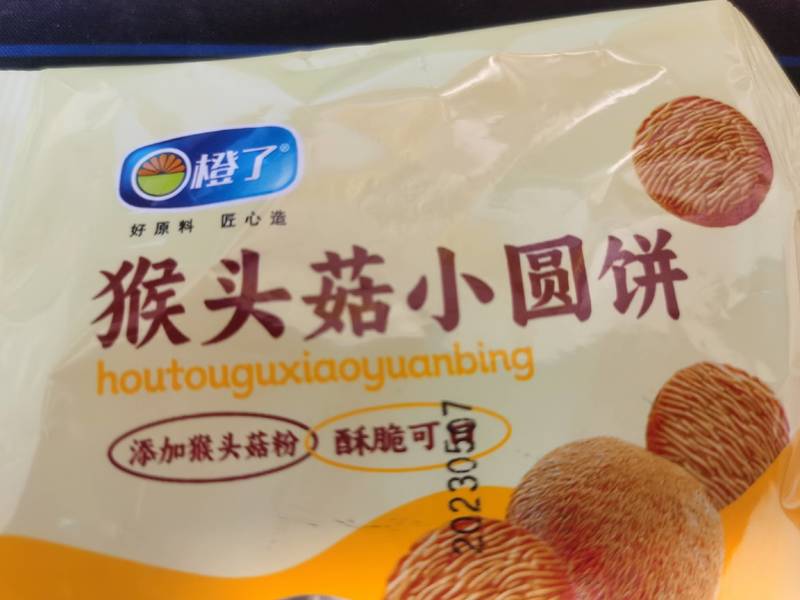 橙了®
好原料 匠心造
猴头菇小圆饼
houtouguxiaoyuanbing
添加猴头菇粉
酥脆可口
20230507